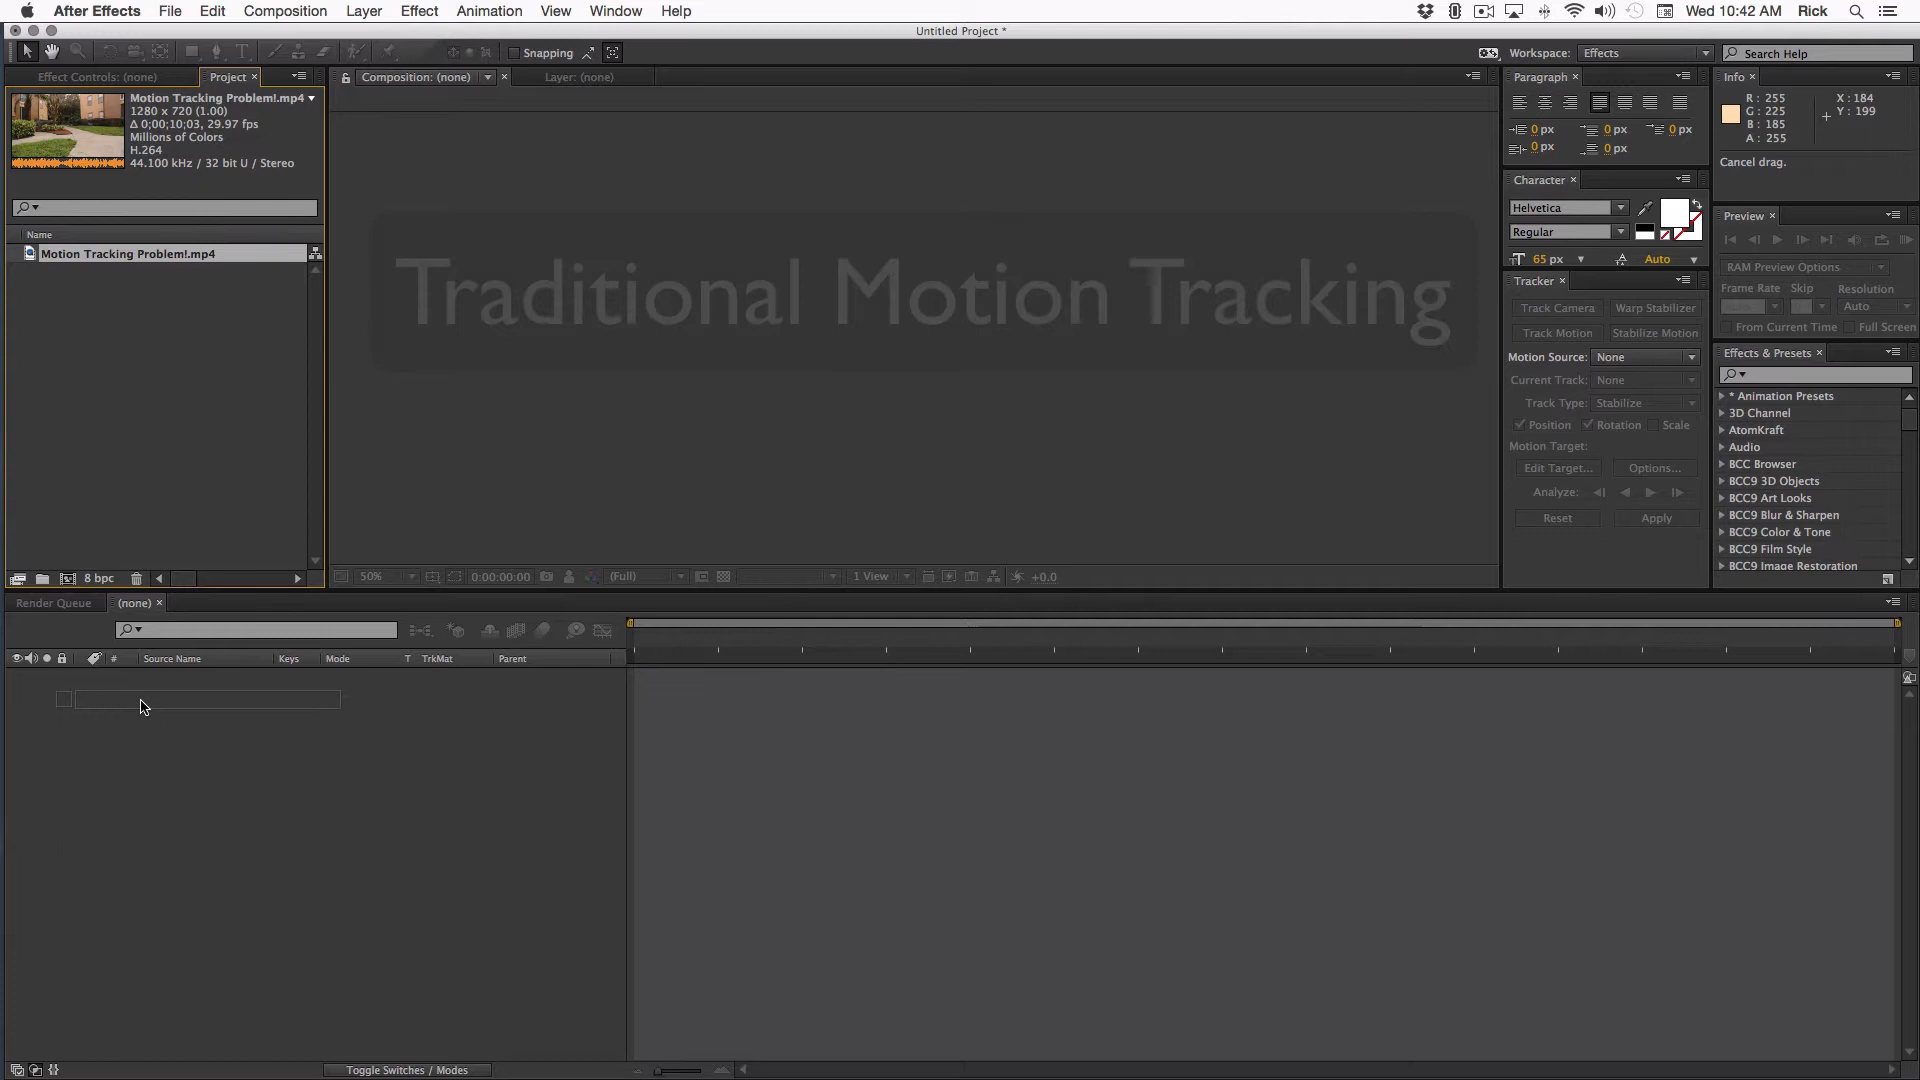 After Effects File Edit Composition Layer Effect Animation View Window Help Wed 10:42 AM Rick
Untitled Project *
Snapping Workspace: Effects Search Help
Effect Controls: (none) Project Composition: (none) Layer: (none) Paragraph Info
Motion Tracking Problem!.mp4
1280 x 720 (1.00)
Δ 0;00;10;03, 29.97 fps
Millions of Colors
H.264
44.100 kHz / 32 bit U / Stereo
Name
Motion Tracking Problem!.mp4
8 bpc
Traditional Motion Tracking
50% 0:00:00:00 (Full) 1 View +0.0
0 px 0 px 0 px
0 px 0 px
Character
Helvetica
Regular
65 px Auto
Tracker
Track Camera Warp Stabilizer
Track Motion Stabilize Motion
Motion Source: None
Current Track: None
Track Type: Stabilize
Position Rotation Scale
Motion Target:
Edit Target... Options...
Analyze:
Reset Apply
R: 255 X: 184
G: 225 Y: 199
B: 185
A: 255
Cancel drag.
Preview
RAM Preview Options
Frame Rate Skip Resolution
Auto
From Current Time Full Screen
Effects & Presets
* Animation Presets
3D Channel
AtomKraft
Audio
BCC Browser
BCC9 3D Objects
BCC9 Art Looks
BCC9 Blur & Sharpen
BCC9 Color & Tone
BCC9 Film Style
BCC9 Image Restoration
Render Queue (none)
# Source Name Keys Mode T TrkMat Parent
Toggle Switches / Modes